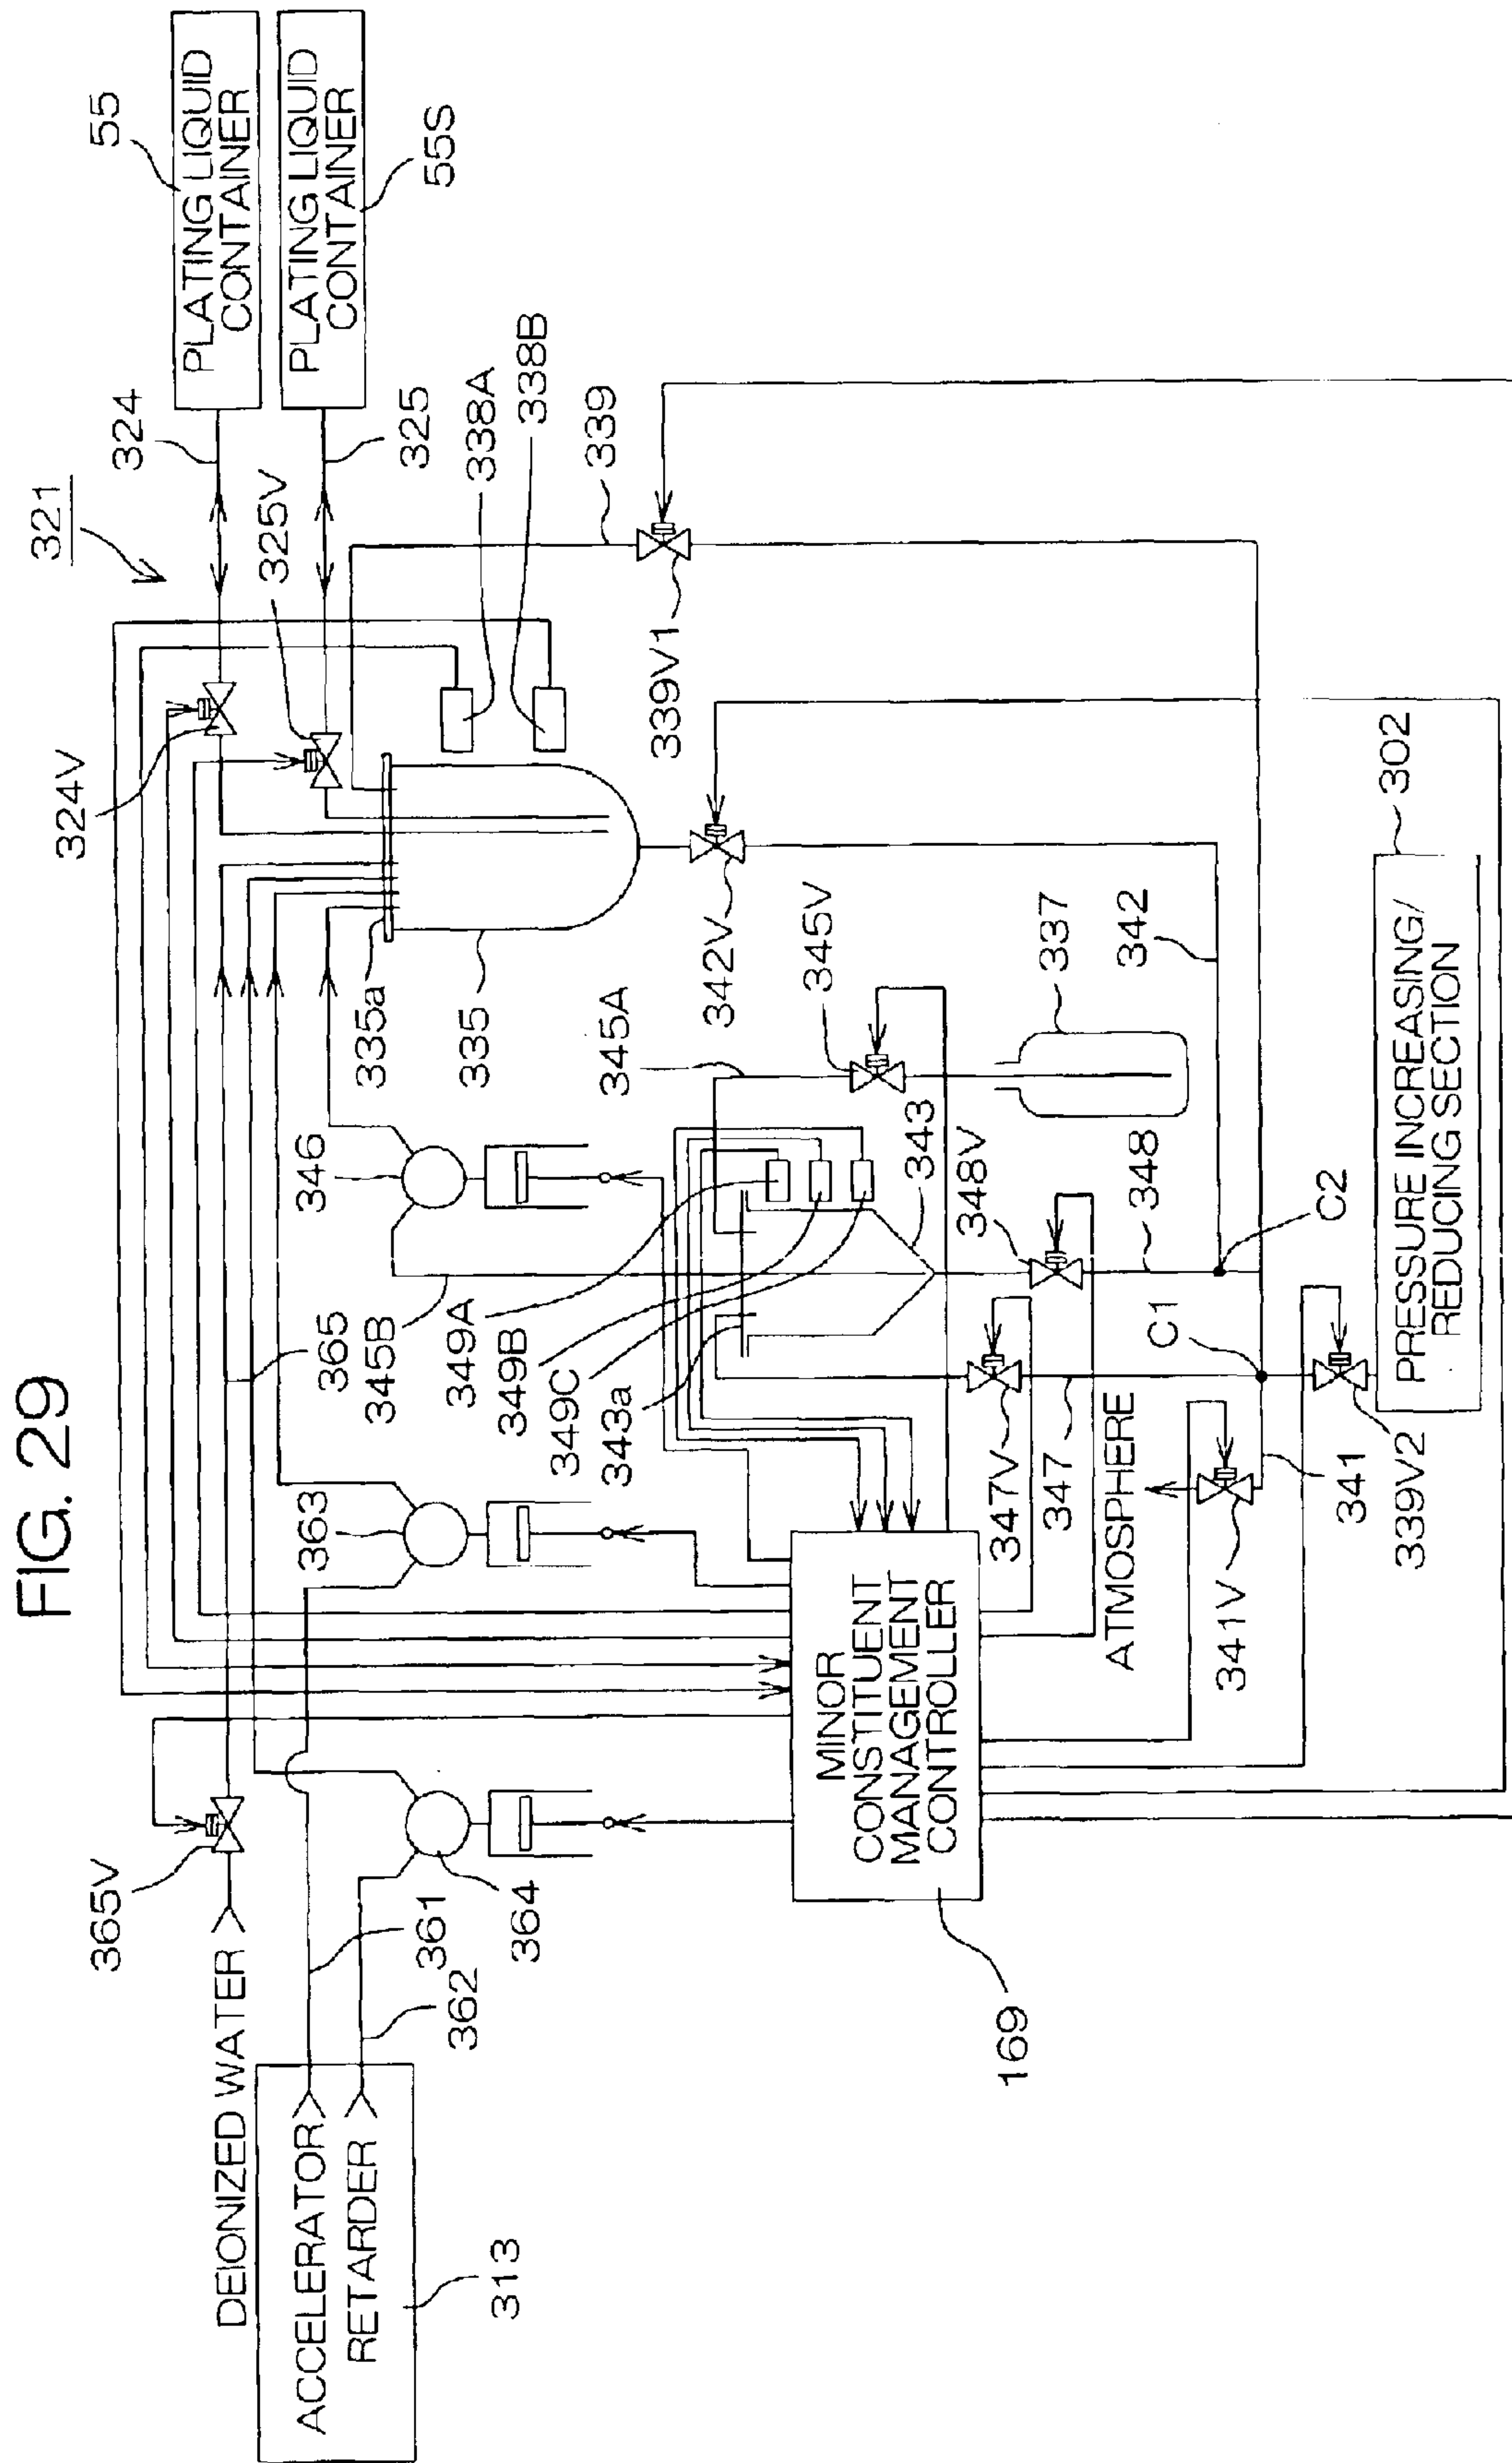 FIG. 29
321
55
PLATING LIQUID
CONTAINER
PLATING LIQUID
CONTAINER
55S
324
325
324V
325V
338A
338B
339
339V1
365V
DEIONIZED WATER
ACCELERATOR
RETARDER
313
361
362
364
363
365
346
345B
335a
335
345A
345V
342V
337
342
349A
349B
349C
343a
343
348V
348
C2
C1
347V
347
ATMOSPHERE
341V
341
339V2
302
PRESSURE INCREASING/
REDUCING SECTION
MINOR
CONSTITUENT
MANAGEMENT
CONTROLLER
169